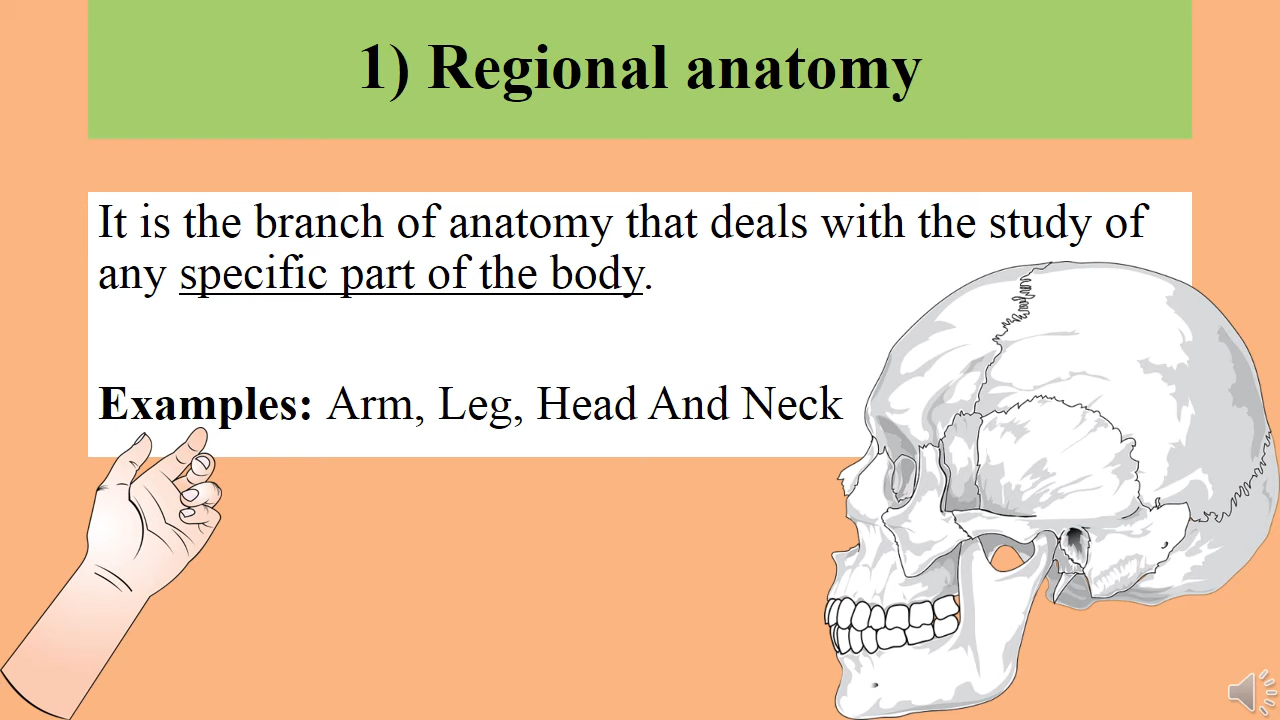 1) Regional anatomy
It is the branch of anatomy that deals with the study of
any specific part of the body.
Examples: Arm, Leg, Head And Neck